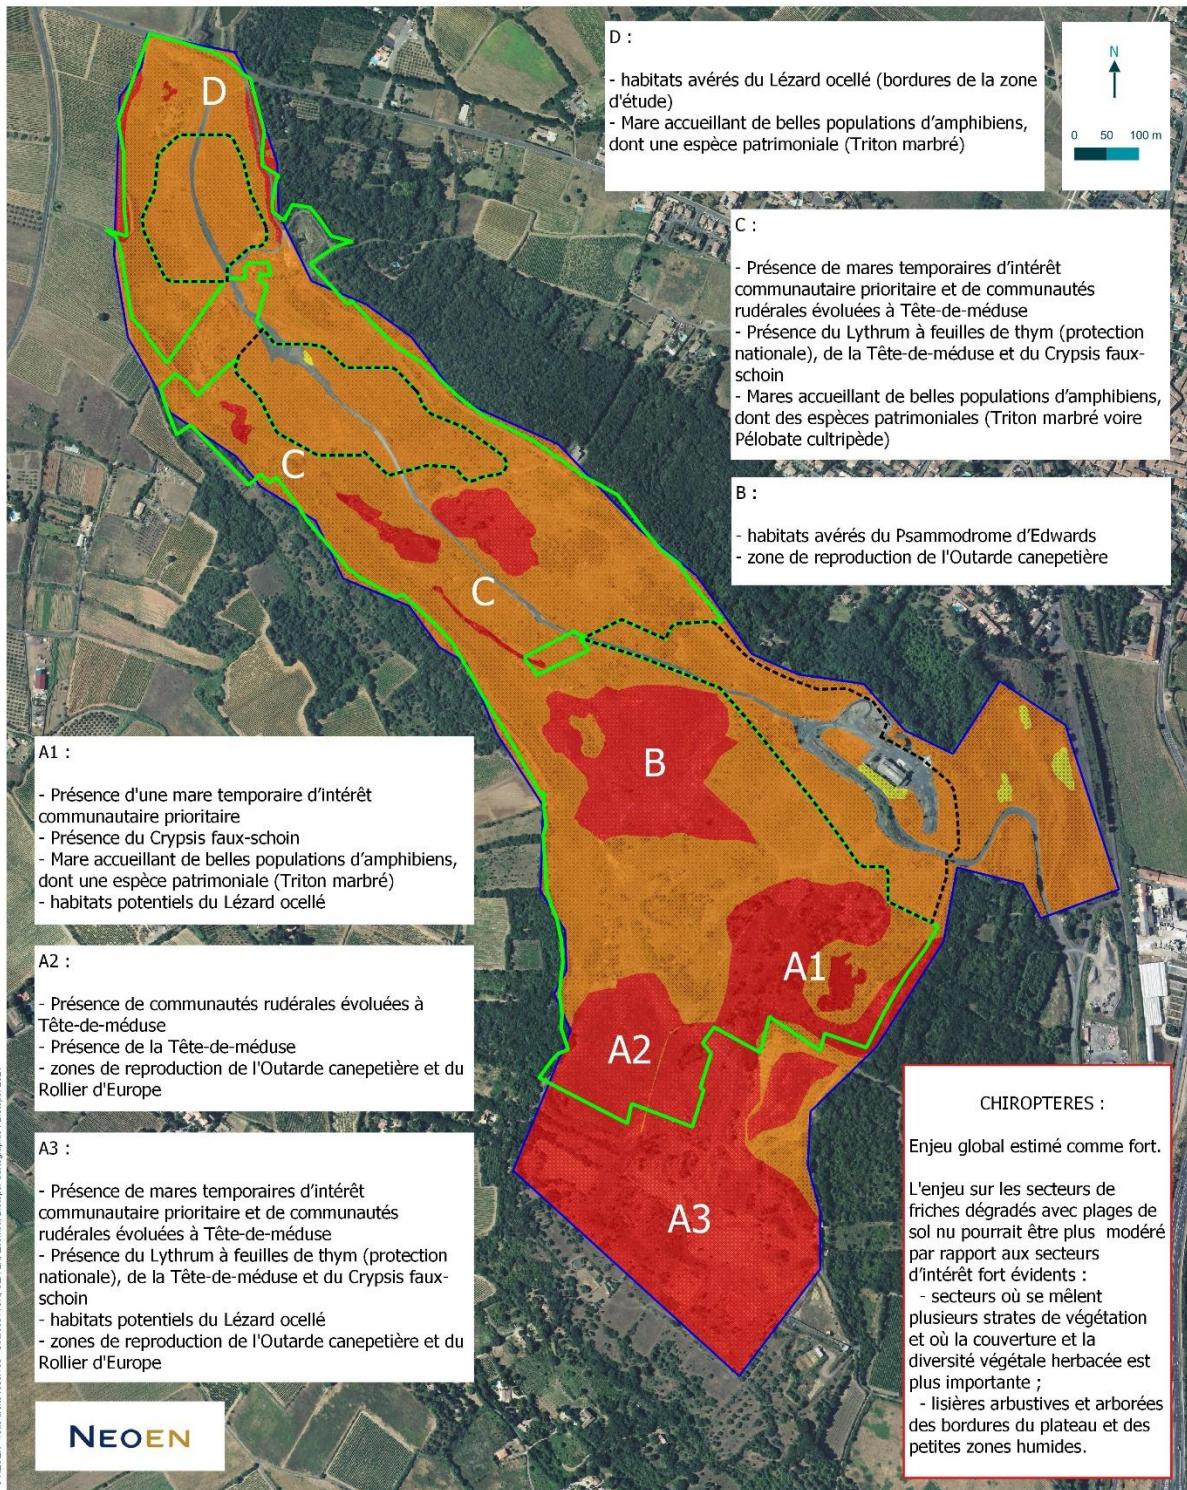 D :
- habitats avérés du Lézard ocellé (bordures de la zone
d'étude)
- Mare accueillant de belles populations d'amphibiens,
dont une espèce patrimoniale (Triton marbré)
N
0 50 100 m
C :
- Présence de mares temporaires d'intérêt
communautaire prioritaire et de communautés
rudérales évoluées à Tête-de-méduse
- Présence du Lythrum à feuilles de thym (protection
nationale), de la Tête-de-méduse et du Crypsis faux-
schoin
- Mares accueillant de belles populations d'amphibiens,
dont des espèces patrimoniales (Triton marbré voire
Pélobate cultripède)
B :
- habitats avérés du Psammodrome d'Edwards
- zone de reproduction de l'Outarde canepetière
D
C
C
B
A1
A2
A3
A1 :
- Présence d'une mare temporaire d'intérêt
communautaire prioritaire
- Présence du Crypsis faux-schoin
- Mare accueillant de belles populations d'amphibiens,
dont une espèce patrimoniale (Triton marbré)
- habitats potentiels du Lézard ocellé
A2 :
- Présence de communautés rudérales évoluées à
Tête-de-méduse
- Présence de la Tête-de-méduse
- zones de reproduction de l'Outarde canepetière et du
Rollier d'Europe
A3 :
- Présence de mares temporaires d'intérêt
communautaire prioritaire et de communautés
rudérales évoluées à Tête-de-méduse
- Présence du Lythrum à feuilles de thym (protection
nationale), de la Tête-de-méduse et du Crypsis faux-
schoin
- habitats potentiels du Lézard ocellé
- zones de reproduction de l'Outarde canepetière et du
Rollier d'Europe
NEOEN
CHIROPTERES :
Enjeu global estimé comme fort.
L'enjeu sur les secteurs de
friches dégradés avec plages de
sol nu pourrait être plus modéré
par rapport aux secteurs
d'intérêt fort évidents :
- secteurs où se mêlent
plusieurs strates de végétation
et où la couverture et la
diversité végétale herbacée est
plus importante ;
- lisières arbustives et arborées
des bordures du plateau et des
petites zones humides.